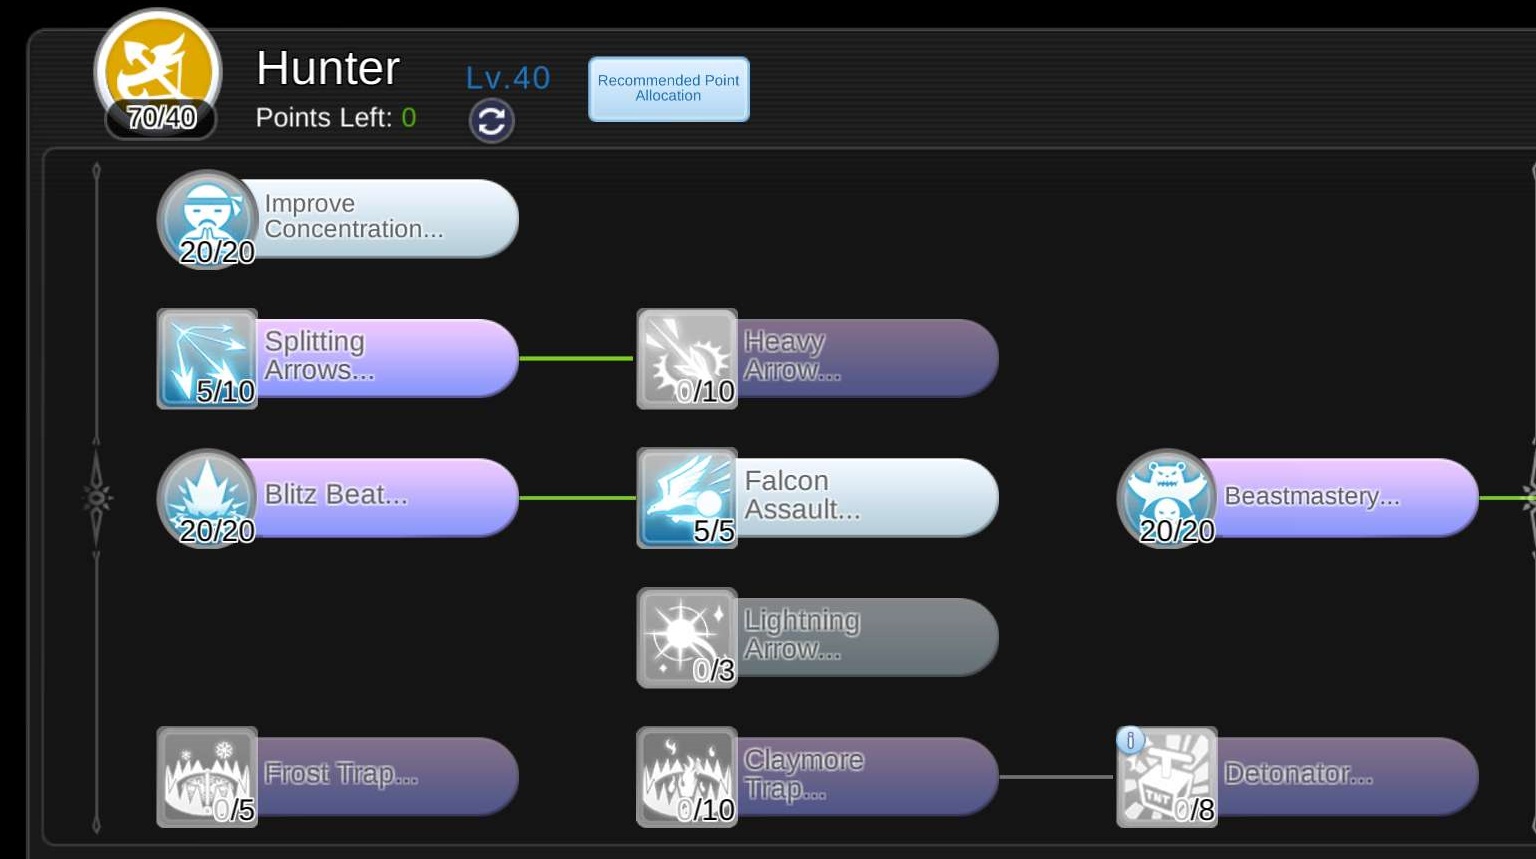 Hunter
Lv.40
Recommended Point
Allocation
70/40
Points Left: 0
Improve
Concentration...
20/20
Splitting
Arrows...
5/10
Heavy
Arrow...
0/10
Blitz Beat...
20/20
Falcon
Assault...
5/5
Beastmastery...
20/20
Lightning
Arrow...
0/3
Frost Trap...
0/5
Claymore
Trap...
0/10
i
Detonator...
TNT
0/8